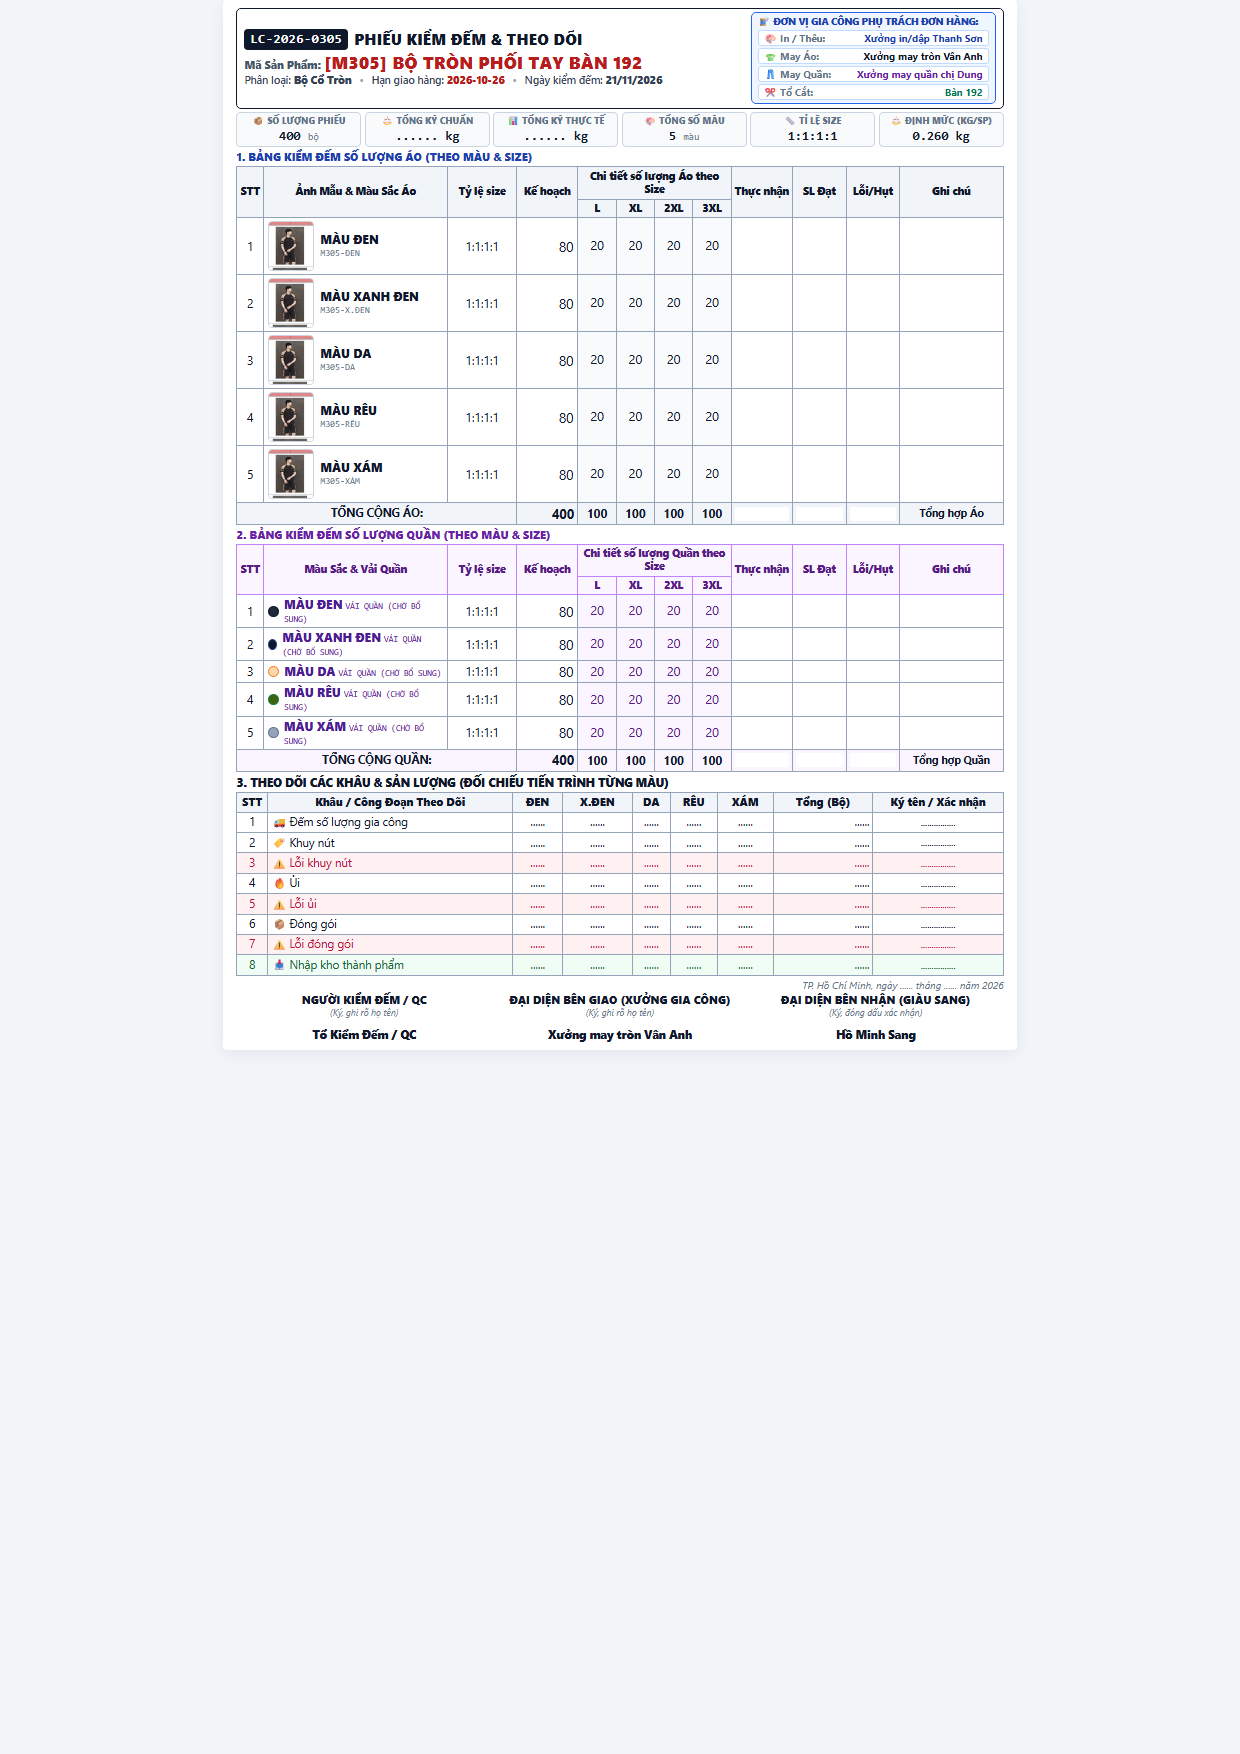 LC-2026-0305 PHIẾU KIỂM ĐẾM & THEO DÕI
Mã Sản Phẩm: [M305] BỘ TRÒN PHỐI TAY BÀN 192
Phân loại: Bộ Cổ Tròn • Hạn giao hàng: 2026-10-26 • Ngày kiểm đếm: 21/11/2026
ĐƠN VỊ GIA CÔNG PHỤ TRÁCH ĐƠN HÀNG:
In / Thêu: Xưởng in/dập Thanh Sơn
May Áo: Xưởng may tròn Vân Anh
May Quần: Xưởng may quần chị Dung
Tổ Cắt: Bàn 192
SỐ LƯỢNG PHIẾU TỔNG KÝ CHUẨN TỔNG KÝ THỰC TẾ TỔNG SỐ MÀU TỈ LỆ SIZE ĐỊNH MỨC (KG/SP)
400 bộ ...... kg ...... kg 5 màu 1:1:1:1 0.260 kg
1. BẢNG KIỂM ĐẾM SỐ LƯỢNG ÁO (THEO MÀU & SIZE)
STT Ảnh Mẫu & Màu Sắc Áo Tỷ lệ size Kế hoạch Chi tiết số lượng Áo theo Size Thực nhận SL Đạt Lỗi/Hụt Ghi chú
L XL 2XL 3XL
1 MÀU ĐEN 1:1:1:1 80 20 20 20 20
M305-ĐEN
2 MÀU XANH ĐEN 1:1:1:1 80 20 20 20 20
M305-X.ĐEN
3 MÀU DA 1:1:1:1 80 20 20 20 20
M305-DA
4 MÀU RÊU 1:1:1:1 80 20 20 20 20
M305-RÊU
5 MÀU XÁM 1:1:1:1 80 20 20 20 20
M305-XÁM
TỔNG CỘNG ÁO: 400 100 100 100 100 Tổng hợp Áo
2. BẢNG KIỂM ĐẾM SỐ LƯỢNG QUẦN (THEO MÀU & SIZE)
STT Màu Sắc & Vải Quần Tỷ lệ size Kế hoạch Chi tiết số lượng Quần theo Size Thực nhận SL Đạt Lỗi/Hụt Ghi chú
L XL 2XL 3XL
1 MÀU ĐEN VẢI QUẦN (CHỜ BỔ SUNG) 1:1:1:1 80 20 20 20 20
2 MÀU XANH ĐEN VẢI QUẦN (CHỜ BỔ SUNG) 1:1:1:1 80 20 20 20 20
3 MÀU DA VẢI QUẦN (CHỜ BỔ SUNG) 1:1:1:1 80 20 20 20 20
4 MÀU RÊU VẢI QUẦN (CHỜ BỔ SUNG) 1:1:1:1 80 20 20 20 20
5 MÀU XÁM VẢI QUẦN (CHỜ BỔ SUNG) 1:1:1:1 80 20 20 20 20
TỔNG CỘNG QUẦN: 400 100 100 100 100 Tổng hợp Quần
3. THEO DÕI CÁC KHÂU & SẢN LƯỢNG (ĐỐI CHIẾU TIẾN TRÌNH TỪNG MÀU)
STT Khâu / Công Đoạn Theo Dõi ĐEN X.ĐEN DA RÊU XÁM Tổng (Bộ) Ký tên / Xác nhận
1 Đếm số lượng gia công ...... ...... ...... ...... ...... ...... ...............
2 Khuy nút ...... ...... ...... ...... ...... ...... ...............
3 Lỗi khuy nút ...... ...... ...... ...... ...... ...... ...............
4 Ủi ...... ...... ...... ...... ...... ...... ...............
5 Lỗi ủi ...... ...... ...... ...... ...... ...... ...............
6 Đóng gói ...... ...... ...... ...... ...... ...... ...............
7 Lỗi đóng gói ...... ...... ...... ...... ...... ...... ...............
8 Nhập kho thành phẩm ...... ...... ...... ...... ...... ...... ...............
TP. Hồ Chí Minh, ngày ...... tháng ...... năm 2026
NGƯỜI KIỂM ĐẾM / QC ĐẠI DIỆN BÊN GIAO (XƯỞNG GIA CÔNG) ĐẠI DIỆN BÊN NHẬN (GIÀU SANG)
(Ký, ghi rõ họ tên) (Ký, ghi rõ họ tên) (Ký, đóng dấu xác nhận)
Tổ Kiểm Đếm / QC Xưởng may tròn Vân Anh Hồ Minh Sang